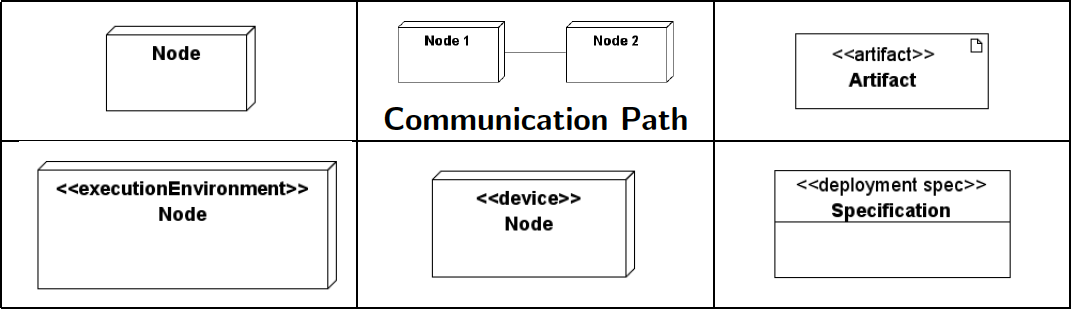 Node
Node 1
Node 2
Communication Path
<<artifact>>
Artifact
<<executionEnvironment>>
Node
<<device>>
Node
<<deployment spec>>
Specification